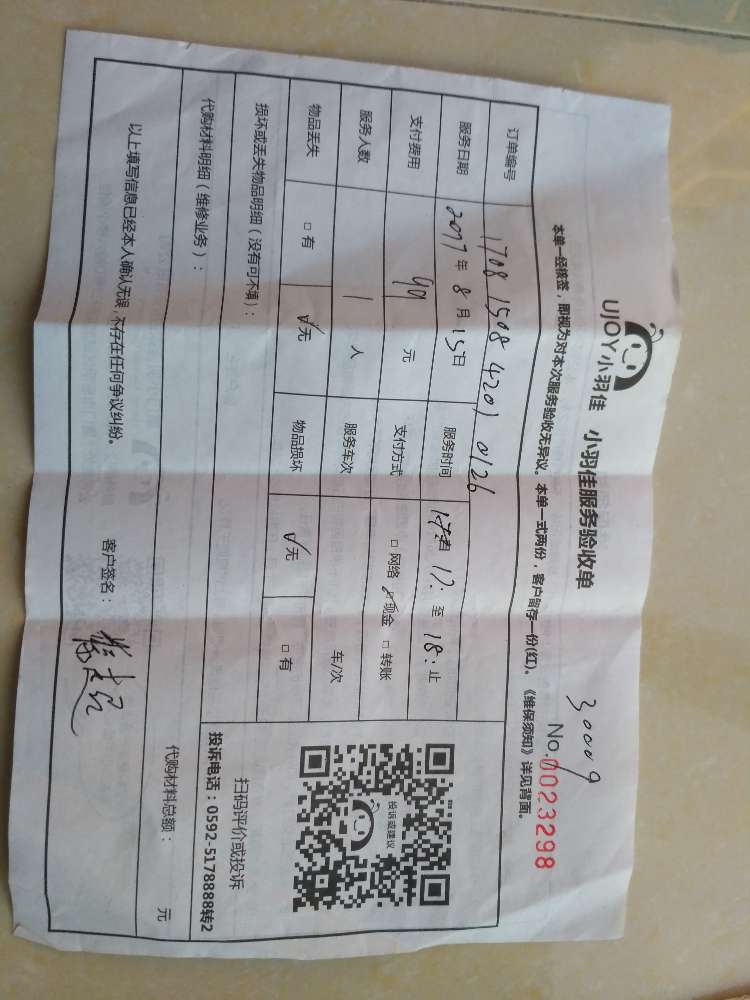 UJOY小羽佳 小羽佳服务验收单
30009
No.0023298
本单一经核签，即视为对本次服务验收无异议。本单一式两份，客户留存一份(红)。《维保须知》详见背面。
订单编号 1708 1508 4201 0126
服务日期 2017年8月15日 服务时间 17: 至 18: 止
支付费用 元 支付方式 □ 网络 ☑ 现金 □ 转账
服务人数 1 人 服务车次 车/次
物品丢失 □ 有 ☑ 无 物品损坏 ☑ 无 □ 有
损坏或丢失物品明细（没有可不填）：
代购材料明细（维修业务）：
代购材料总额： 元
以上填写信息已经本人确认无误，不存在任何争议纠纷。
客户签名：
投诉或建议
扫码评价或投诉
投诉电话：0592-5178888转2